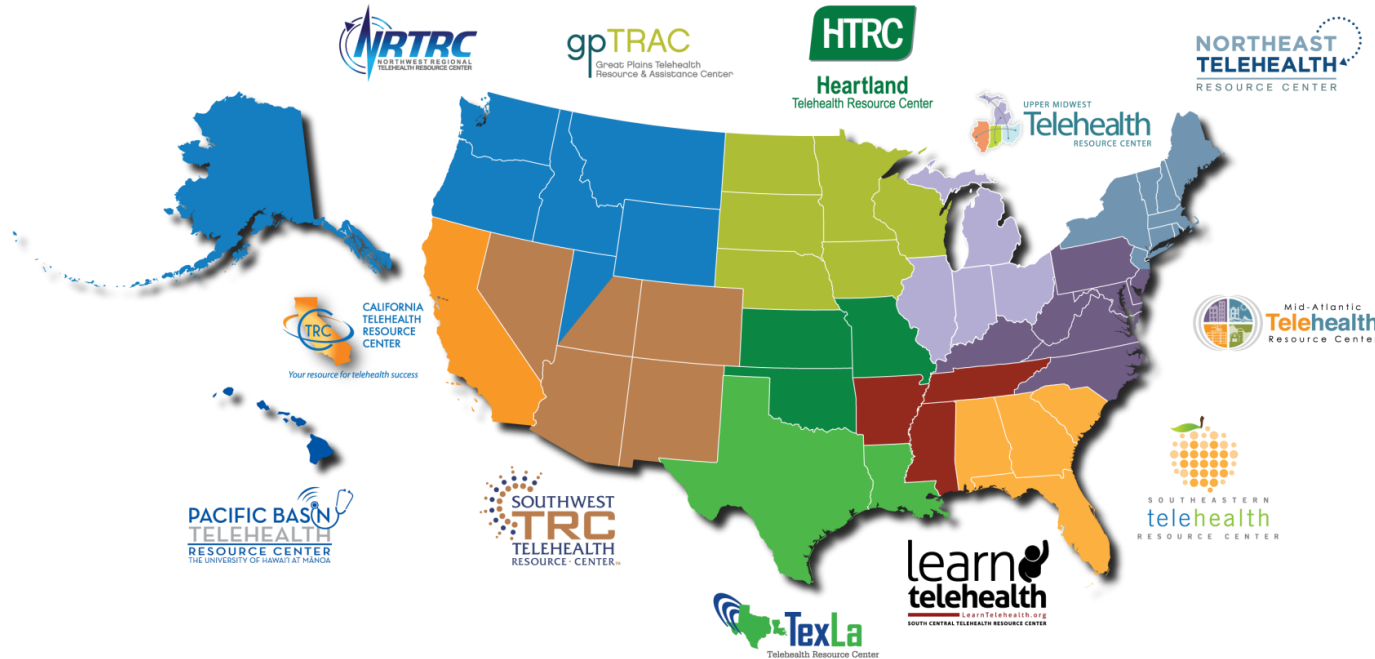 NRTRC
NORTHWEST REGIONAL
TELEHEALTH RESOURCE CENTER
gpTRAC
Great Plains Telehealth
Resource & Assistance Center
HTRC
Heartland
Telehealth Resource Center
NORTHEAST
TELEHEALTH
RESOURCE CENTER
UPPER MIDWEST
Telehealth
RESOURCE CENTER
TRC
CALIFORNIA
TELEHEALTH
RESOURCE
CENTER
Your resource for telehealth success
Mid-Atlantic
Telehealth
Resource Cente
PACIFIC BASIN
TELEHEALTH
RESOURCE CENTER
THE UNIVERSITY OF HAWAI'I AT MĀNOA
SOUTHWEST
TRC
TELEHEALTH
RESOURCE · CENTER
SOUTHEASTERN
telehealth
RESOURCE CENTER
learn
telehealth
LearnTelehealth.org
SOUTH CENTRAL TELEHEALTH RESOURCE CENTER
TexLa
Telehealth Resource Center